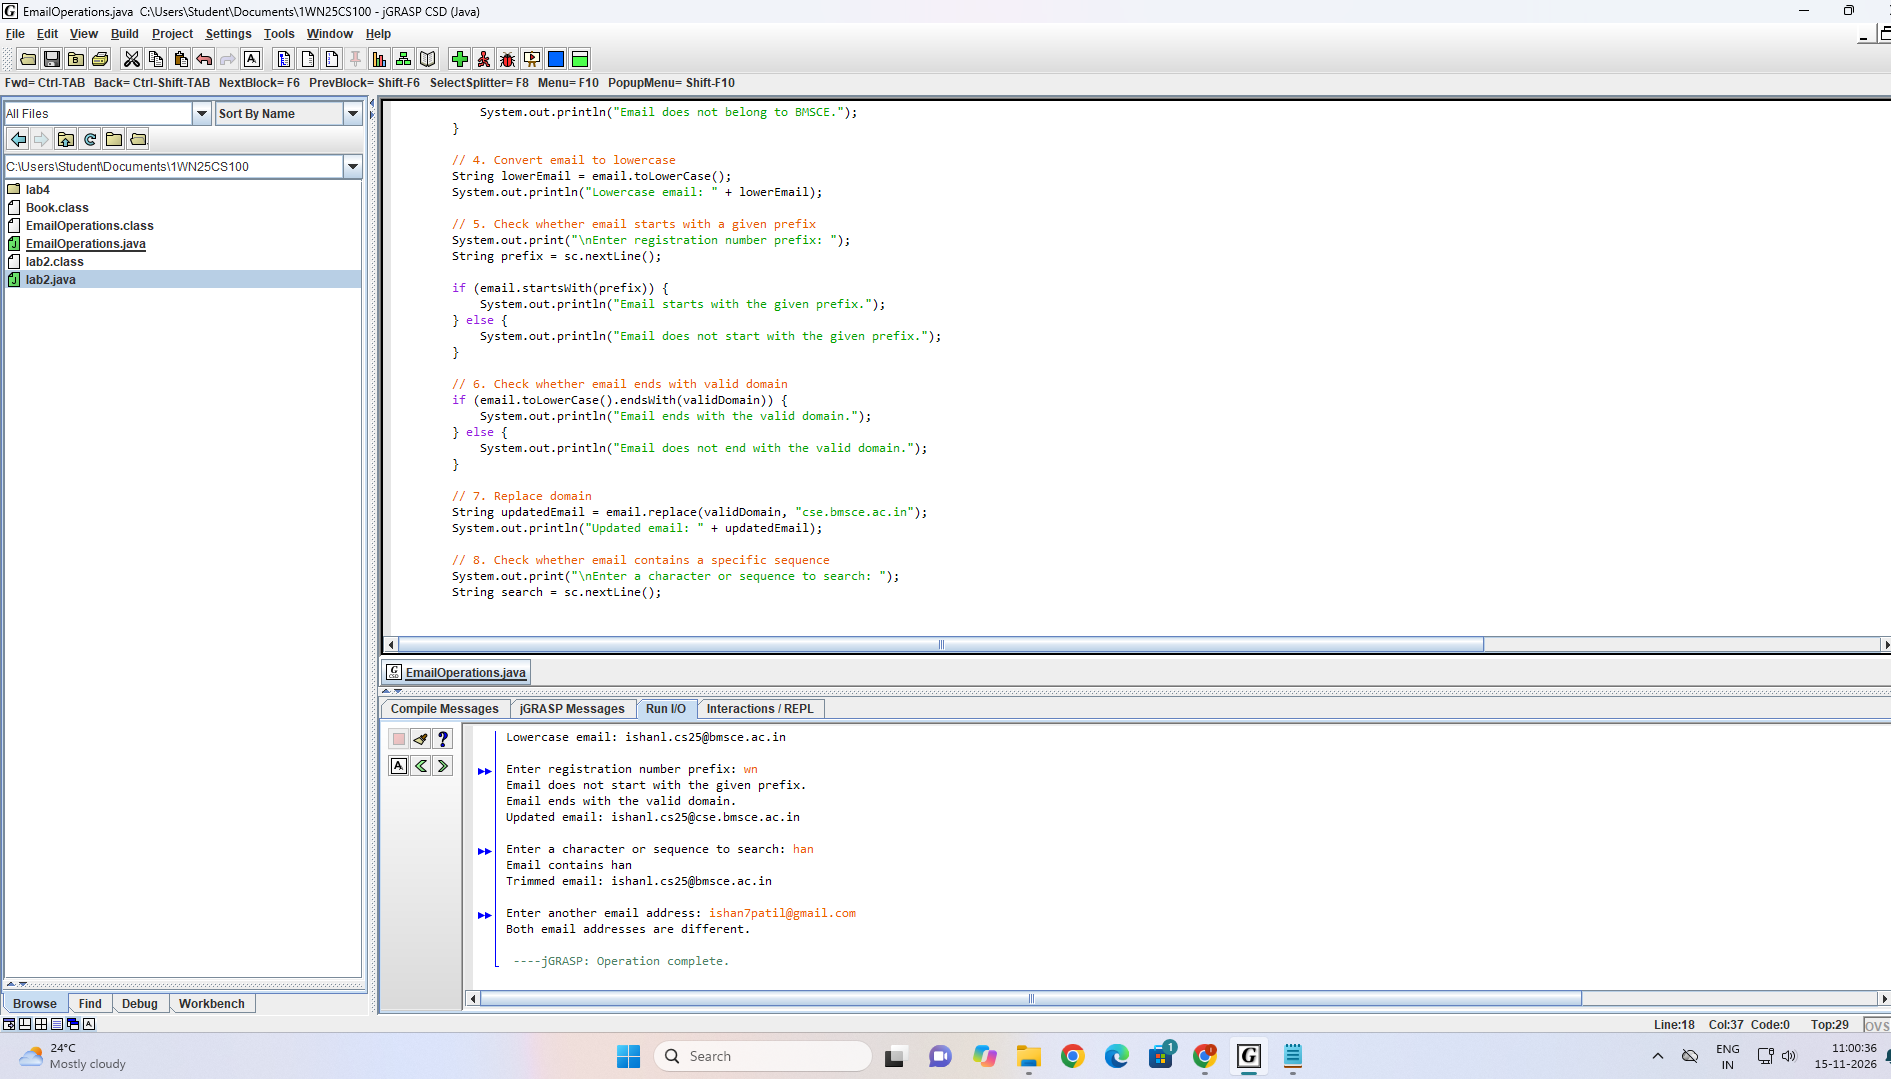 EmailOperations.java C:\Users\Student\Documents\1WN25CS100 - jGRASP CSD (Java)
File Edit View Build Project Settings Tools Window Help
Fwd= Ctrl-TAB Back= Ctrl-Shift-TAB NextBlock= F6 PrevBlock= Shift-F6 SelectSplitter= F8 Menu= F10 PopupMenu= Shift-F10
All Files
Sort By Name
C:\Users\Student\Documents\1WN25CS100
lab4
Book.class
EmailOperations.class
EmailOperations.java
lab2.class
lab2.java
Browse Find Debug Workbench
System.out.println("Email does not belong to BMSCE.");
}
// 4. Convert email to lowercase
String lowerEmail = email.toLowerCase();
System.out.println("Lowercase email: " + lowerEmail);
// 5. Check whether email starts with a given prefix
System.out.print("\nEnter registration number prefix: ");
String prefix = sc.nextLine();
if (email.startsWith(prefix)) {
System.out.println("Email starts with the given prefix.");
} else {
System.out.println("Email does not start with the given prefix.");
}
// 6. Check whether email ends with valid domain
if (email.toLowerCase().endsWith(validDomain)) {
System.out.println("Email ends with the valid domain.");
} else {
System.out.println("Email does not end with the valid domain.");
}
// 7. Replace domain
String updatedEmail = email.replace(validDomain, "cse.bmsce.ac.in");
System.out.println("Updated email: " + updatedEmail);
// 8. Check whether email contains a specific sequence
System.out.print("\nEnter a character or sequence to search: ");
String search = sc.nextLine();
EmailOperations.java
Compile Messages jGRASP Messages Run I/O Interactions / REPL
Lowercase email: ishanl.cs25@bmsce.ac.in
Enter registration number prefix: wn
Email does not start with the given prefix.
Email ends with the valid domain.
Updated email: ishanl.cs25@cse.bmsce.ac.in
Enter a character or sequence to search: han
Email contains han
Trimmed email: ishanl.cs25@bmsce.ac.in
Enter another email address: ishan7patil@gmail.com
Both email addresses are different.
----jGRASP: Operation complete.
Line:18 Col:37 Code:0 Top:29 OVS
24°C
Mostly cloudy
Search
1
ENG
IN
11:00:36
15-11-2026